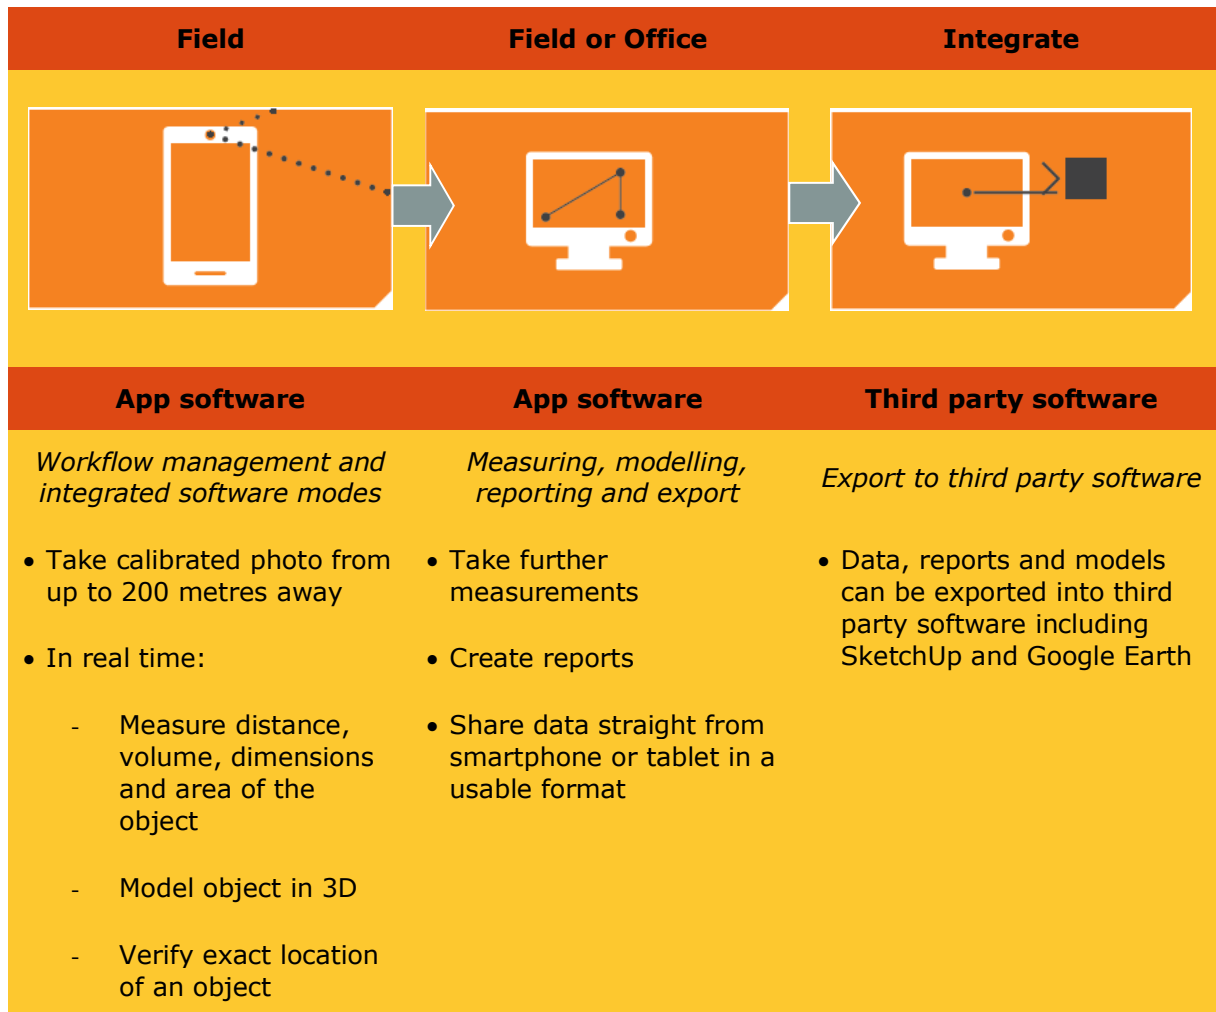 Field
Field or Office
Integrate
App software
App software
Third party software
Workflow management and
integrated software modes
Measuring, modelling,
reporting and export
Export to third party software
• Take calibrated photo from
up to 200 metres away
• In real time:
- Measure distance,
volume, dimensions
and area of the
object
- Model object in 3D
- Verify exact location
of an object
• Take further
measurements
• Create reports
• Share data straight from
smartphone or tablet in a
usable format
• Data, reports and models
can be exported into third
party software including
SketchUp and Google Earth